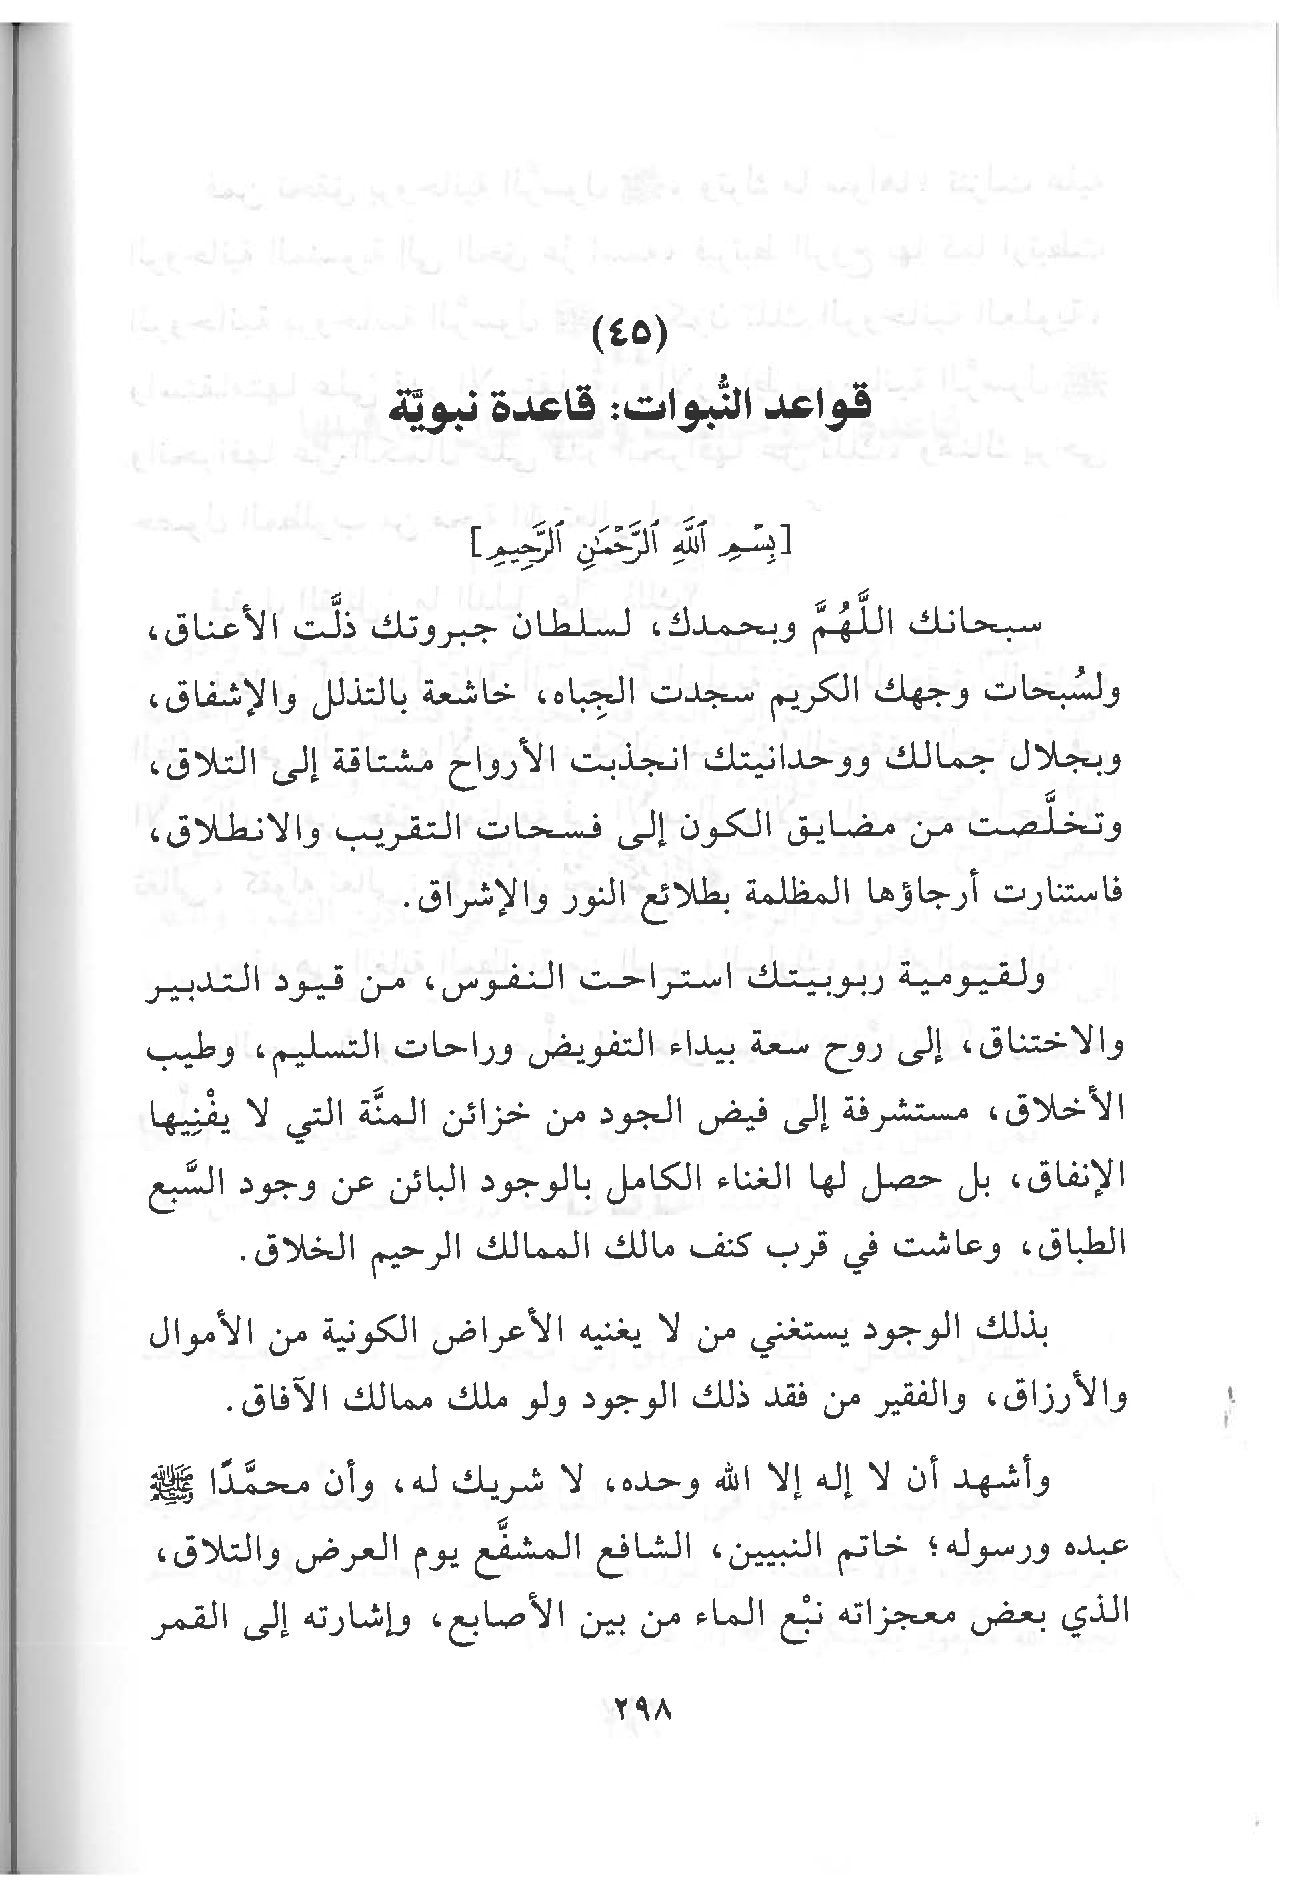 (٤٥)
قواعد النُّبوات: قاعدة نبويَّة
[بِسْمِ ٱللَّهِ ٱلرَّحْمَٰنِ ٱلرَّحِيمِ]
سبحانك اللَّهُمَّ وبحمدك، لسلطان جبروتك ذلَّت الأعناق،
ولسُبحات وجهك الكريم سجدت الجِباه، خاشعة بالتذلل والإشفاق،
وبجلال جمالك ووحدانيتك انجذبت الأرواح مشتاقة إلى التلاق،
وتخلَّصت من مضايق الكون إلى فسحات التقريب والانطلاق،
فاستنارت أرجاؤها المظلمة بطلائع النور والإشراق.
ولقيومية ربوبيتك استراحت النفوس، من قيود التدبير
والاختناق، إلى روح سعة بيداء التفويض وراحات التسليم، وطيب
الأخلاق، مستشرفة إلى فيض الجود من خزائن المنَّة التي لا يفْنِيها
الإنفاق، بل حصل لها الغناء الكامل بالوجود البائن عن وجود السَّبع
الطباق، وعاشت في قرب كنف مالك الممالك الرحيم الخلاق.
بذلك الوجود يستغني من لا يغنيه الأعراض الكونية من الأموال
والأرزاق، والفقير من فقد ذلك الوجود ولو ملك ممالك الآفاق.
وأشهد أن لا إله إلا الله وحده، لا شريك له، وأن محمَّدًا ﷺ
عبده ورسوله؛ خاتم النبيين، الشافع المشفَّع يوم العرض والتلاق،
الذي بعض معجزاته نبْع الماء من بين الأصابع، وإشارته إلى القمر
٢٩٨